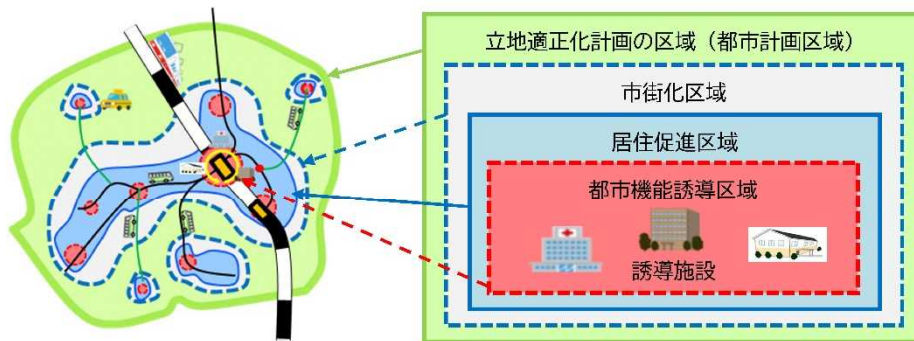 立地適正化計画の区域（都市計画区域）
市街化区域
居住促進区域
都市機能誘導区域
誘導施設